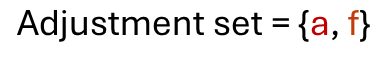 Adjustment set = {a, f}